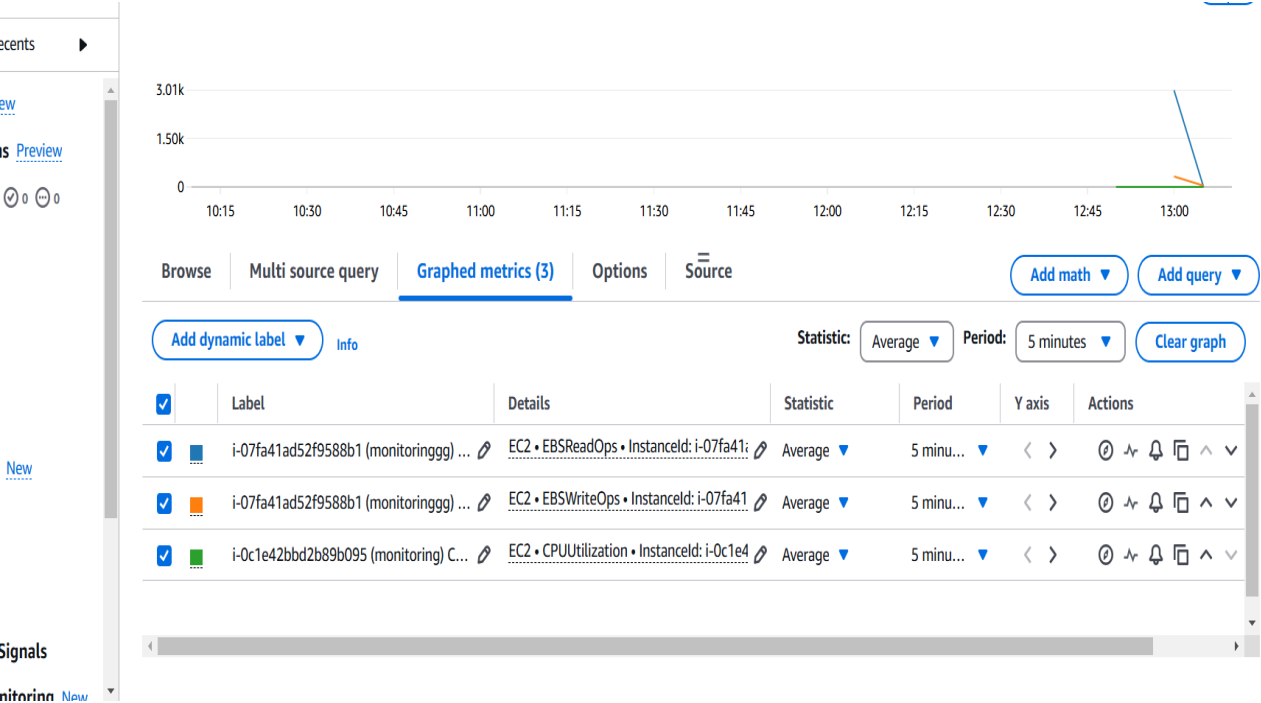 ecents
ew
ns Preview
0 0
New
Signals
nitoring New
3.01k
1.50k
0
10:15 10:30 10:45 11:00 11:15 11:30 11:45 12:00 12:15 12:30 12:45 13:00
Browse Multi source query Graphed metrics (3) Options Source Add math Add query
Add dynamic label Info Statistic: Average Period: 5 minutes Clear graph
Label Details Statistic Period Y axis Actions
i-07fa41ad52f9588b1 (monitoringgg) ... EC2 • EBSReadOps • InstanceId: i-07fa41a Average 5 minu...
i-07fa41ad52f9588b1 (monitoringgg) ... EC2 • EBSWriteOps • InstanceId: i-07fa41 Average 5 minu...
i-0c1e42bbd2b89b095 (monitoring) C... EC2 • CPUUtilization • InstanceId: i-0c1e4 Average 5 minu...